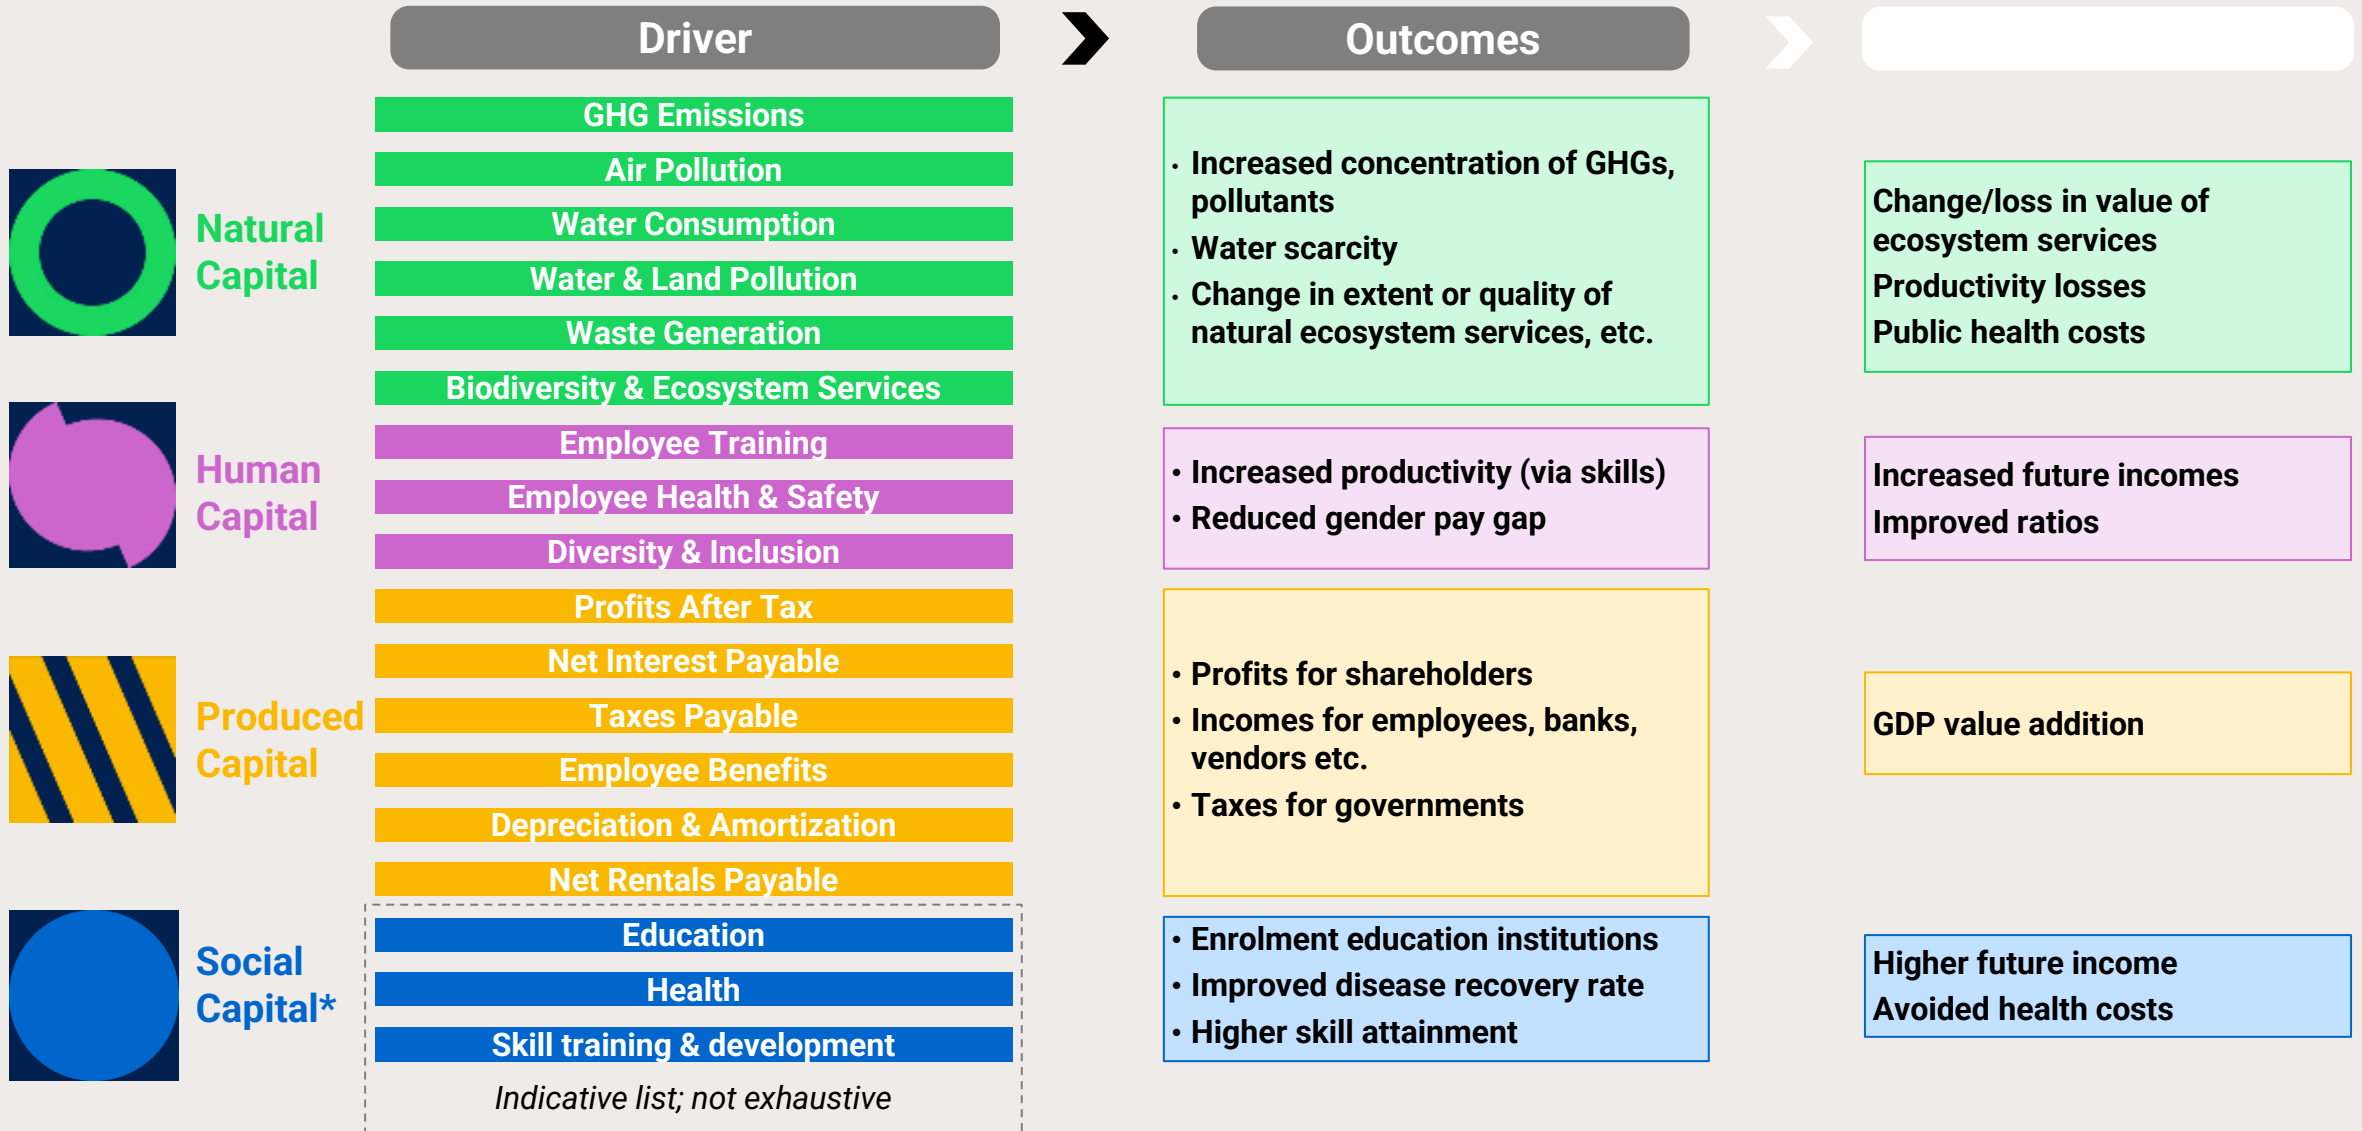 Driver
Outcomes
Natural
Capital
GHG Emissions
Air Pollution
Water Consumption
Water & Land Pollution
Waste Generation
Biodiversity & Ecosystem Services
• Increased concentration of GHGs,
pollutants
• Water scarcity
• Change in extent or quality of
natural ecosystem services, etc.
Change/loss in value of
ecosystem services
Productivity losses
Public health costs
Human
Capital
Employee Training
Employee Health & Safety
Diversity & Inclusion
• Increased productivity (via skills)
• Reduced gender pay gap
Increased future incomes
Improved ratios
Produced
Capital
Profits After Tax
Net Interest Payable
Taxes Payable
Employee Benefits
Depreciation & Amortization
Net Rentals Payable
• Profits for shareholders
• Incomes for employees, banks,
vendors etc.
• Taxes for governments
GDP value addition
Social
Capital*
Education
Health
Skill training & development
Indicative list; not exhaustive
• Enrolment education institutions
• Improved disease recovery rate
• Higher skill attainment
Higher future income
Avoided health costs